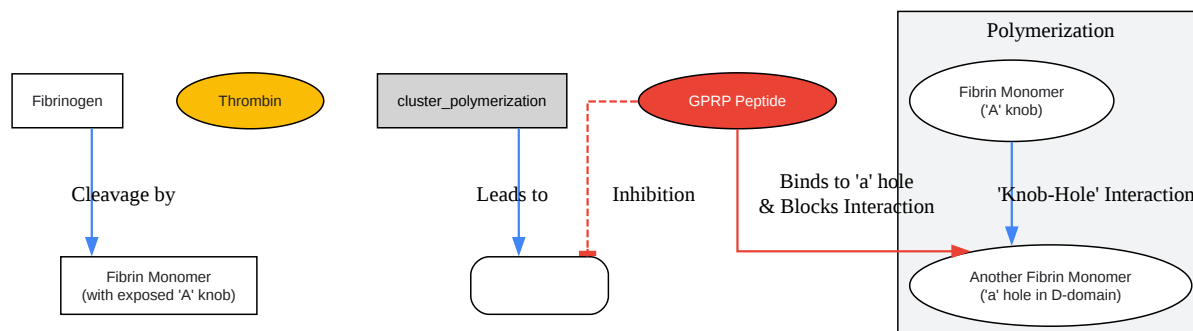 Polymerization
Fibrinogen
Thrombin
cluster_polymerization
GPRP Peptide
Fibrin Monomer
('A' knob)
Cleavage by
Leads to
Inhibition
Binds to 'a' hole
& Blocks Interaction
'Knob-Hole' Interaction
Fibrin Monomer
(with exposed 'A' knob)
Another Fibrin Monomer
('a' hole in D-domain)